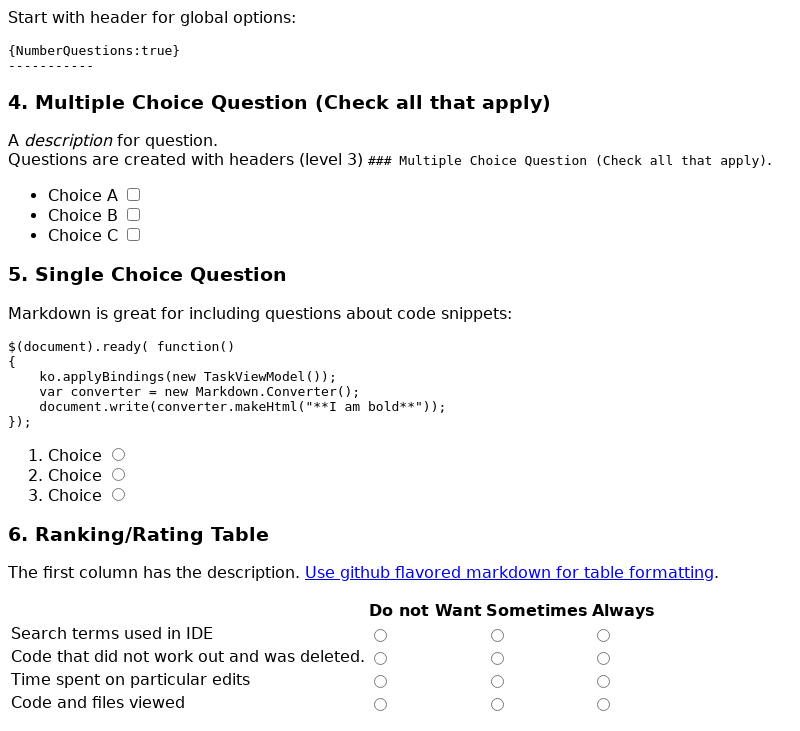 Start with header for global options:
{NumberQuestions:true}
-----------
4. Multiple Choice Question (Check all that apply)
A description for question.
Questions are created with headers (level 3) ### Multiple Choice Question (Check all that apply).
• Choice A
• Choice B
• Choice C
5. Single Choice Question
Markdown is great for including questions about code snippets:
$(document).ready( function()
{
    ko.applyBindings(new TaskViewModel());
    var converter = new Markdown.Converter();
    document.write(converter.makeHtml("**I am bold**"));
});
1. Choice
2. Choice
3. Choice
6. Ranking/Rating Table
The first column has the description. Use github flavored markdown for table formatting.
Do not Want Sometimes Always
Search terms used in IDE
Code that did not work out and was deleted.
Time spent on particular edits
Code and files viewed